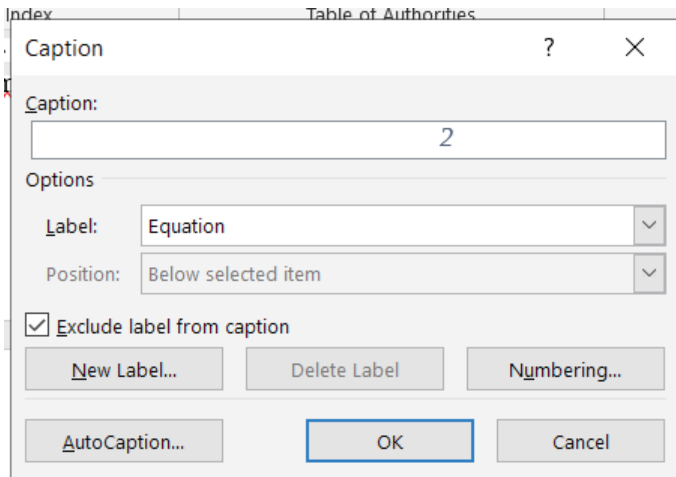 Index Table of Authorities
Caption ?
Caption:
2
Options
Label: Equation
Position: Below selected item
Exclude label from caption
New Label... Delete Label Numbering...
AutoCaption... OK Cancel